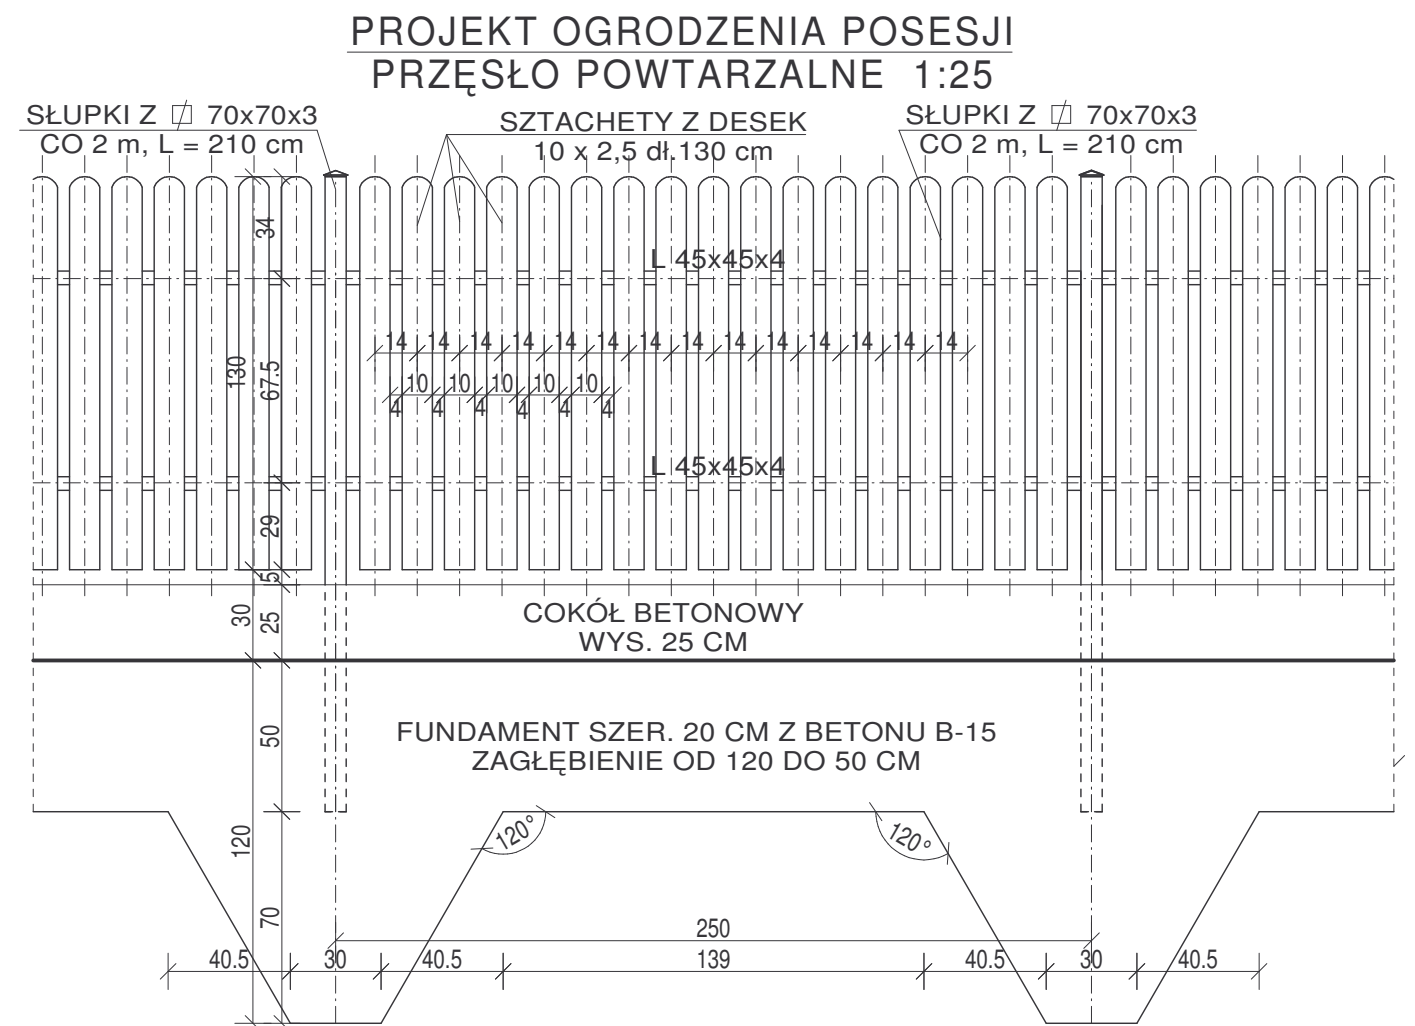 PROJEKT OGRODZENIA POSESJI
PRZĘSŁO POWTARZALNE 1:25
SŁUPKI Z 70x70x3
CO 2 m, L = 210 cm
SZTACHETY Z DESEK
10 x 2,5 dł.130 cm
SŁUPKI Z 70x70x3
CO 2 m, L = 210 cm
34
L 45x45x4
14 14 14 14 14 14 14 14 14 14 14 14 14 14
130
67.5
10 10 10 10 10
4 4 4 4 4 4
L 45x45x4
29
5
30
25
COKÓŁ BETONOWY
WYS. 25 CM
50
FUNDAMENT SZER. 20 CM Z BETONU B-15
ZAGŁĘBIENIE OD 120 DO 50 CM
120
120°
120°
70
250
40.5 30 40.5 139 40.5 30 40.5